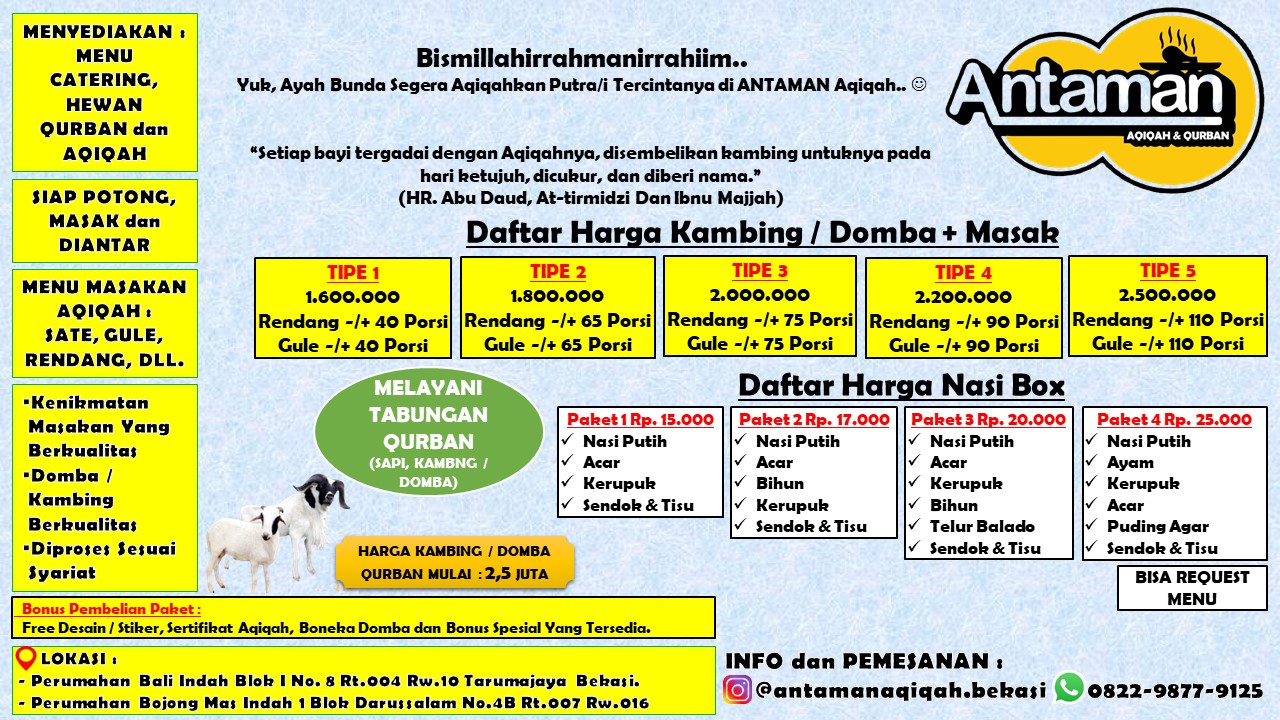 MENYEDIAKAN :
MENU
CATERING,
HEWAN
QURBAN dan
AQIQAH
SIAP POTONG,
MASAK dan
DIANTAR
MENU MASAKAN
AQIQAH :
SATE, GULE,
RENDANG, DLL.
▪Kenikmatan
Masakan Yang
Berkualitas
▪Domba /
Kambing
Berkualitas
▪Diproses Sesuai
Syariat
Bismillahirrahmanirrahiim..
Yuk, Ayah Bunda Segera Aqiqahkan Putra/i Tercintanya di ANTAMAN Aqiqah.. ☺
“Setiap bayi tergadai dengan Aqiqahnya, disembelikan kambing untuknya pada
hari ketujuh, dicukur, dan diberi nama.”
(HR. Abu Daud, At-tirmidzi Dan Ibnu Majjah)
Antaman
AQIQAH & QURBAN
Daftar Harga Kambing / Domba + Masak
TIPE 1
1.600.000
Rendang -/+ 40 Porsi
Gule -/+ 40 Porsi
TIPE 2
1.800.000
Rendang -/+ 65 Porsi
Gule -/+ 65 Porsi
TIPE 3
2.000.000
Rendang -/+ 75 Porsi
Gule -/+ 75 Porsi
TIPE 4
2.200.000
Rendang -/+ 90 Porsi
Gule -/+ 90 Porsi
TIPE 5
2.500.000
Rendang -/+ 110 Porsi
Gule -/+ 110 Porsi
MELAYANI
TABUNGAN
QURBAN
(SAPI, KAMBNG /
DOMBA)
HARGA KAMBING / DOMBA
QURBAN MULAI : 2,5 JUTA
Daftar Harga Nasi Box
Paket 1 Rp. 15.000
✓ Nasi Putih
✓ Acar
✓ Kerupuk
✓ Sendok & Tisu
Paket 2 Rp. 17.000
✓ Nasi Putih
✓ Acar
✓ Bihun
✓ Kerupuk
✓ Sendok & Tisu
Paket 3 Rp. 20.000
✓ Nasi Putih
✓ Acar
✓ Kerupuk
✓ Bihun
✓ Telur Balado
✓ Sendok & Tisu
Paket 4 Rp. 25.000
✓ Nasi Putih
✓ Ayam
✓ Kerupuk
✓ Acar
✓ Puding Agar
✓ Sendok & Tisu
BISA REQUEST
MENU
Bonus Pembelian Paket :
Free Desain / Stiker, Sertifikat Aqiqah, Boneka Domba dan Bonus Spesial Yang Tersedia.
LOKASI :
- Perumahan Bali Indah Blok I No. 8 Rt.004 Rw.10 Tarumajaya Bekasi.
- Perumahan Bojong Mas Indah 1 Blok Darussalam No.4B Rt.007 Rw.016
INFO dan PEMESANAN :
@antamanaqiqah.bekasi 0822-9877-9125